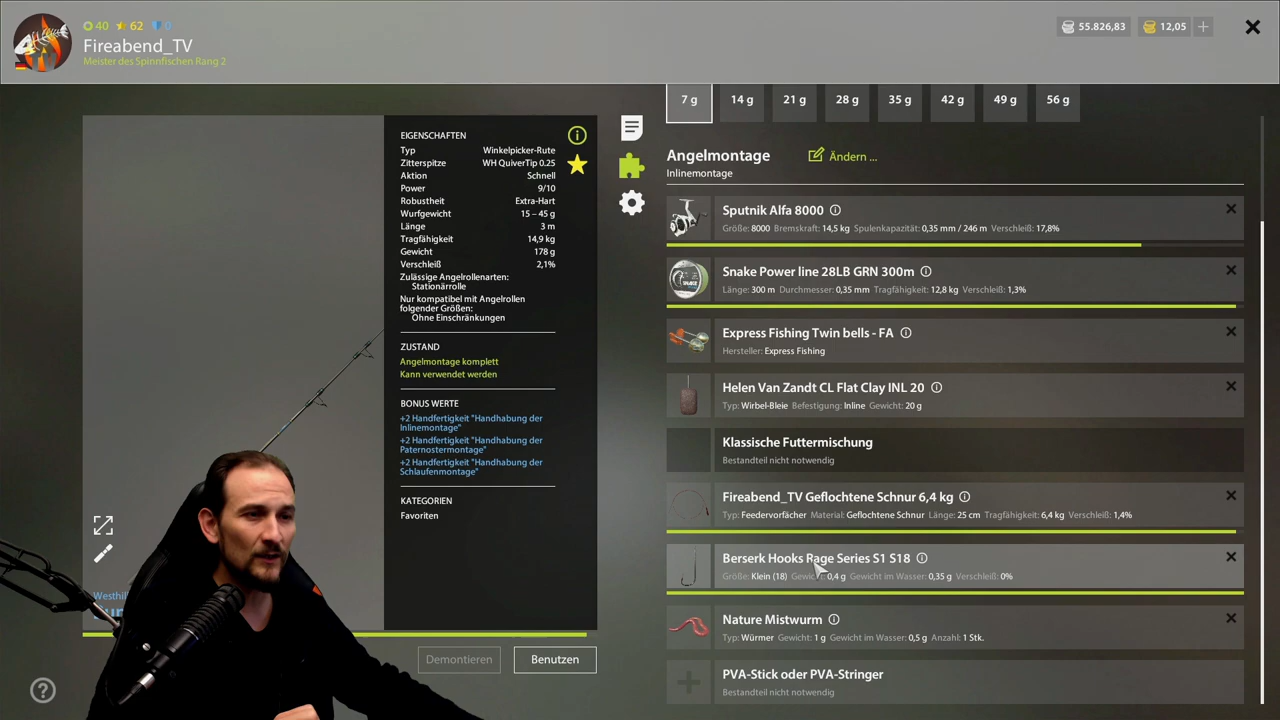 40 62 0
Fireabend_TV
Meister des Spinnfischen Rang 2
55.826,83 12,05
7 g 14 g 21 g 28 g 35 g 42 g 49 g 56 g
EIGENSCHAFTEN
Typ Winkelpicker-Rute
Zitterspitze WH QuiverTip 0.25
Aktion Schnell
Power 9/10
Robustheit Extra-Hart
Wurfgewicht 15 – 45 g
Länge 3 m
Tragfähigkeit 14,9 kg
Gewicht 178 g
Verschleiß 2,1%
Zulässige Angelrollenarten:
Stationärrolle
Nur kompatibel mit Angelrollen
folgender Größen:
Ohne Einschränkungen
ZUSTAND
Angelmontage komplett
Kann verwendet werden
BONUS WERTE
+2 Handfertigkeit "Handhabung der
Inlinemontage"
+2 Handfertigkeit "Handhabung der
Paternostermontage"
+2 Handfertigkeit "Handhabung der
Schlaufenmontage"
KATEGORIEN
Favoriten
Demontieren Benutzen
Angelmontage Ändern ...
Inlinemontage
Sputnik Alfa 8000
Größe: 8000 Bremskraft: 14,5 kg Spulenkapazität: 0,35 mm / 246 m Verschleiß: 17,8%
Snake Power line 28LB GRN 300m
Länge: 300 m Durchmesser: 0,35 mm Tragfähigkeit: 12,8 kg Verschleiß: 1,3%
Express Fishing Twin bells - FA
Hersteller: Express Fishing
Helen Van Zandt CL Flat Clay INL 20
Typ: Wirbel-Bleie Befestigung: Inline Gewicht: 20 g
Klassische Futtermischung
Bestandteil nicht notwendig
Fireabend_TV Geflochtene Schnur 6,4 kg
Typ: Feedervorfächer Material: Geflochtene Schnur Länge: 25 cm Tragfähigkeit: 6,4 kg Verschleiß: 1,4%
Berserk Hooks Rage Series S1 S18
Größe: Klein (18) Gewicht: 0,4 g Gewicht im Wasser: 0,35 g Verschleiß: 0%
Nature Mistwurm
Typ: Würmer Gewicht: 1 g Gewicht im Wasser: 0,5 g Anzahl: 1 Stk.
PVA-Stick oder PVA-Stringer
Bestandteil nicht notwendig